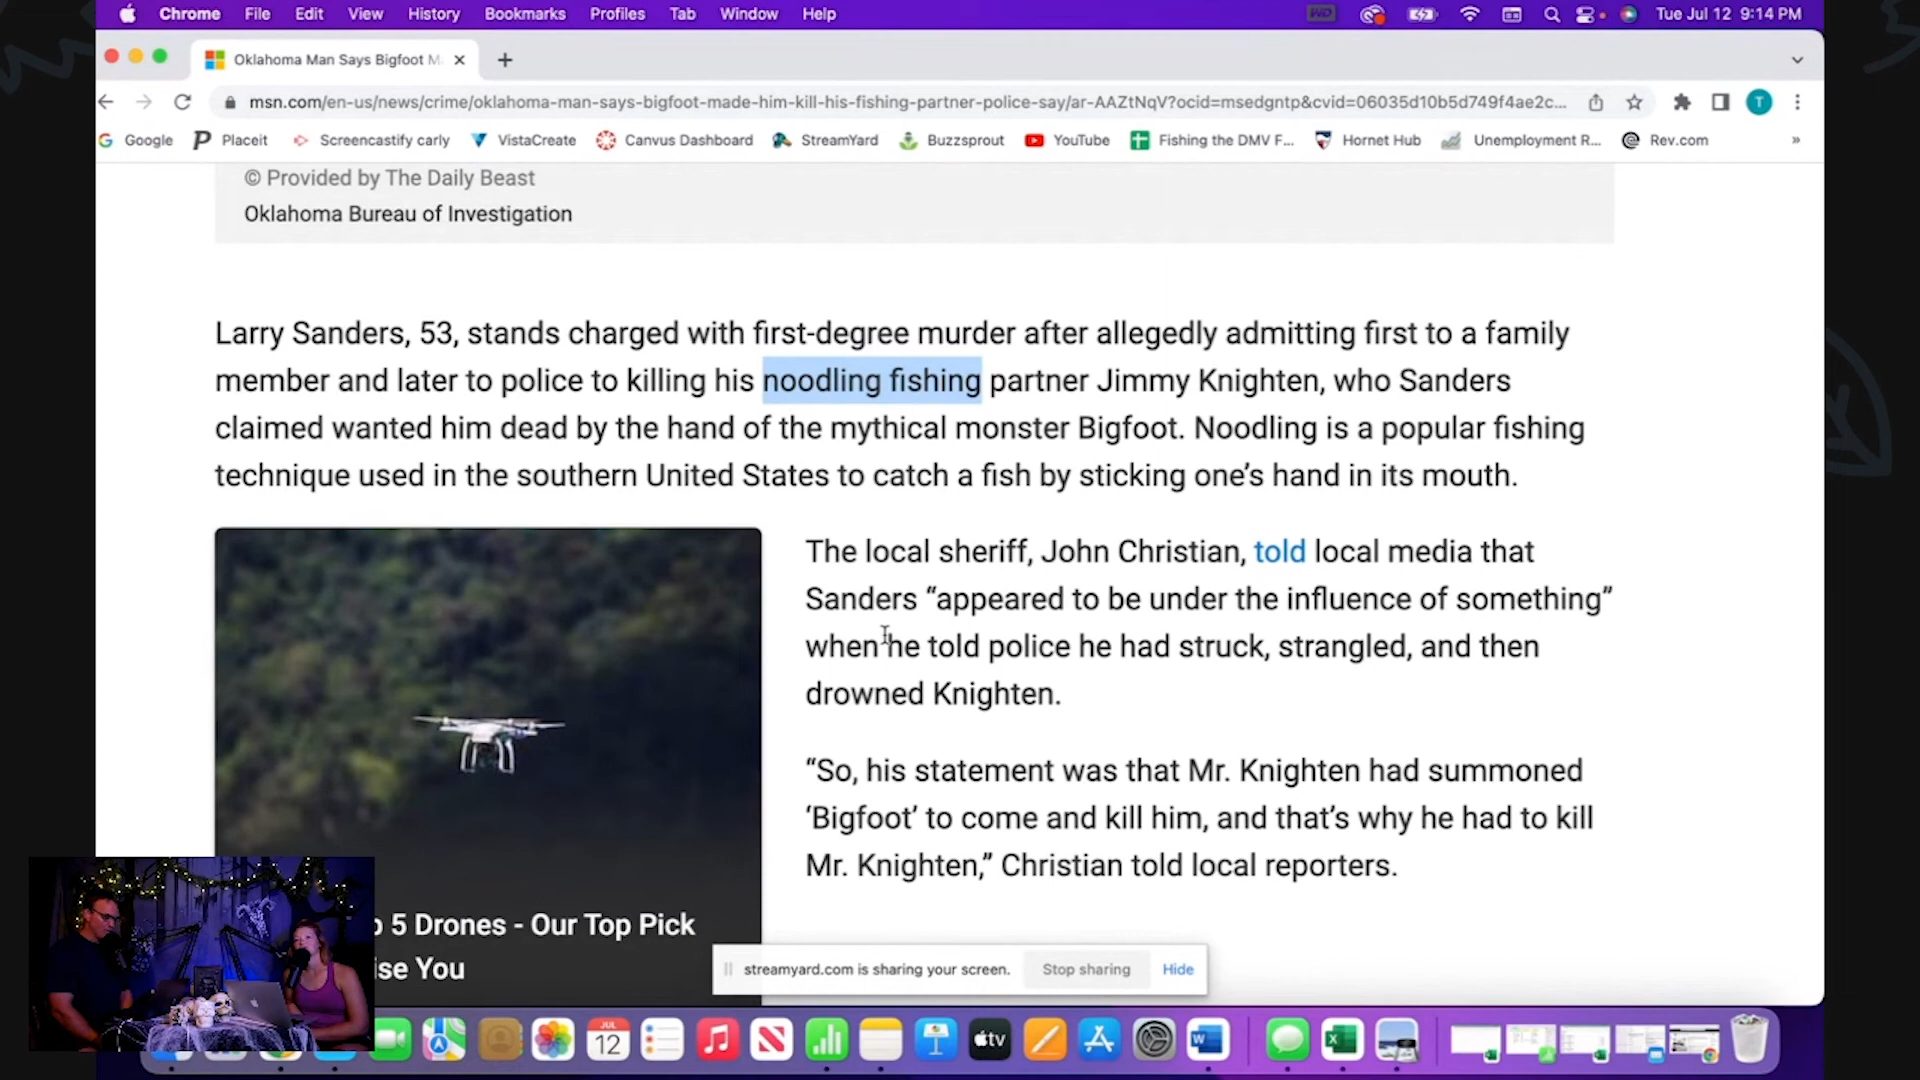 Chrome File Edit View History Bookmarks Profiles Tab Window Help Tue Jul 12 9:14 PM
Oklahoma Man Says Bigfoot M
msn.com/en-us/news/crime/oklahoma-man-says-bigfoot-made-him-kill-his-fishing-partner-police-say/ar-AAZtNqV?ocid=msedgntp&cvid=06035d10b5d749f4ae2c... T
Google Placeit Screencastify carly VistaCreate Canvus Dashboard StreamYard Buzzsprout YouTube Fishing the DMV F... Hornet Hub Unemployment R... Rev.com »
© Provided by The Daily Beast
Oklahoma Bureau of Investigation
Larry Sanders, 53, stands charged with first-degree murder after allegedly admitting first to a family
member and later to police to killing his noodling fishing partner Jimmy Knighten, who Sanders
claimed wanted him dead by the hand of the mythical monster Bigfoot. Noodling is a popular fishing
technique used in the southern United States to catch a fish by sticking one’s hand in its mouth.
The local sheriff, John Christian, told local media that
Sanders “appeared to be under the influence of something”
when he told police he had struck, strangled, and then
drowned Knighten.
“So, his statement was that Mr. Knighten had summoned
‘Bigfoot’ to come and kill him, and that’s why he had to kill
Mr. Knighten,” Christian told local reporters.
5 Drones - Our Top Pick
You
streamyard.com is sharing your screen. Stop sharing Hide
JUL
12
tv